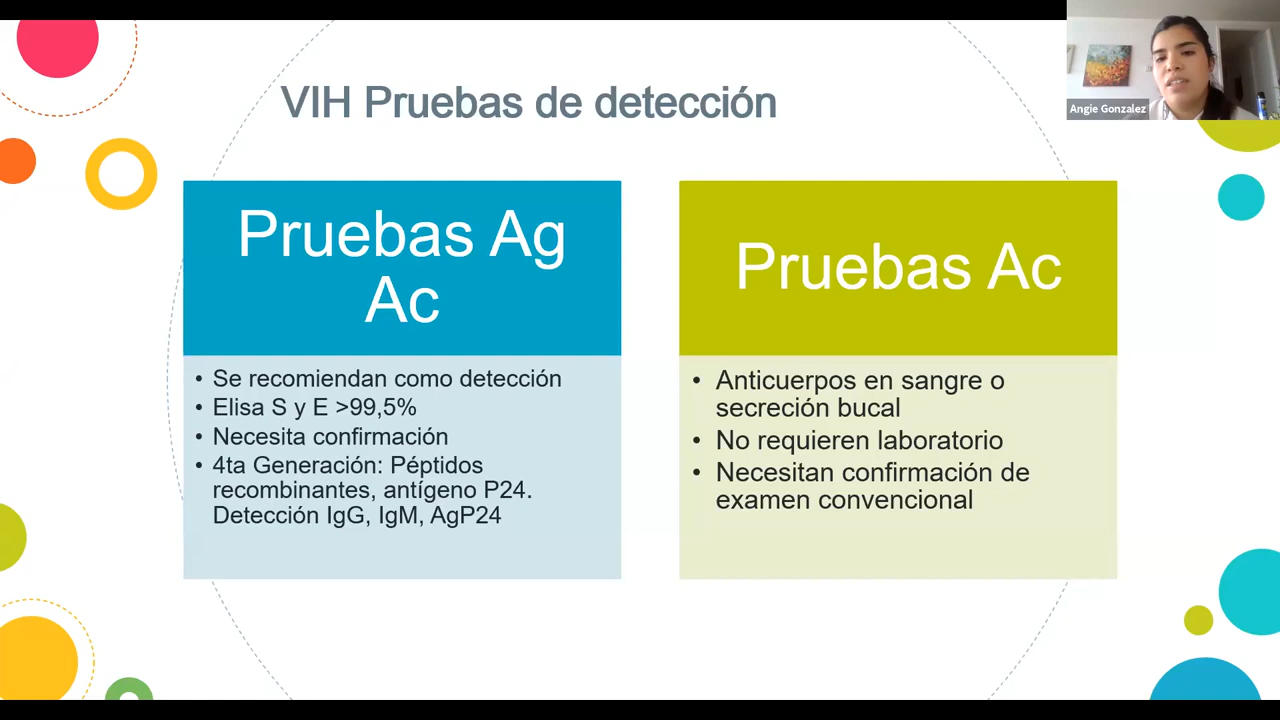 VIH Pruebas de detección
Angie Gonzalez
Pruebas Ag
Ac
• Se recomiendan como detección
• Elisa S y E >99,5%
• Necesita confirmación
• 4ta Generación: Péptidos
recombinantes, antígeno P24.
Detección IgG, IgM, AgP24
Pruebas Ac
• Anticuerpos en sangre o
secreción bucal
• No requieren laboratorio
• Necesitan confirmación de
examen convencional